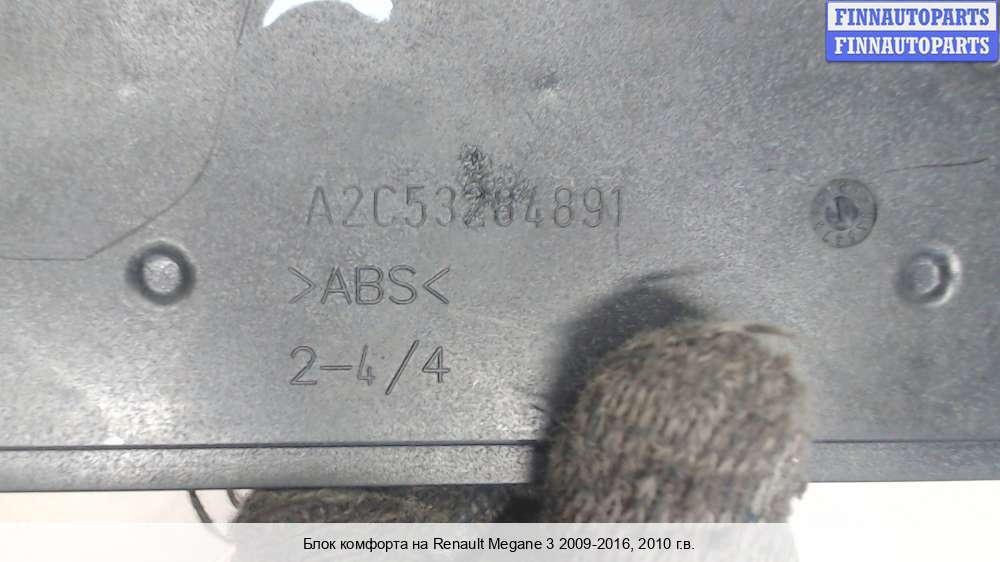 FINNAUTOPARTS
FINNAUTOPARTS
A2C53284891
>ABS<
2-4/4
Блок комфорта на Renault Megane 3 2009-2016, 2010 г.в.